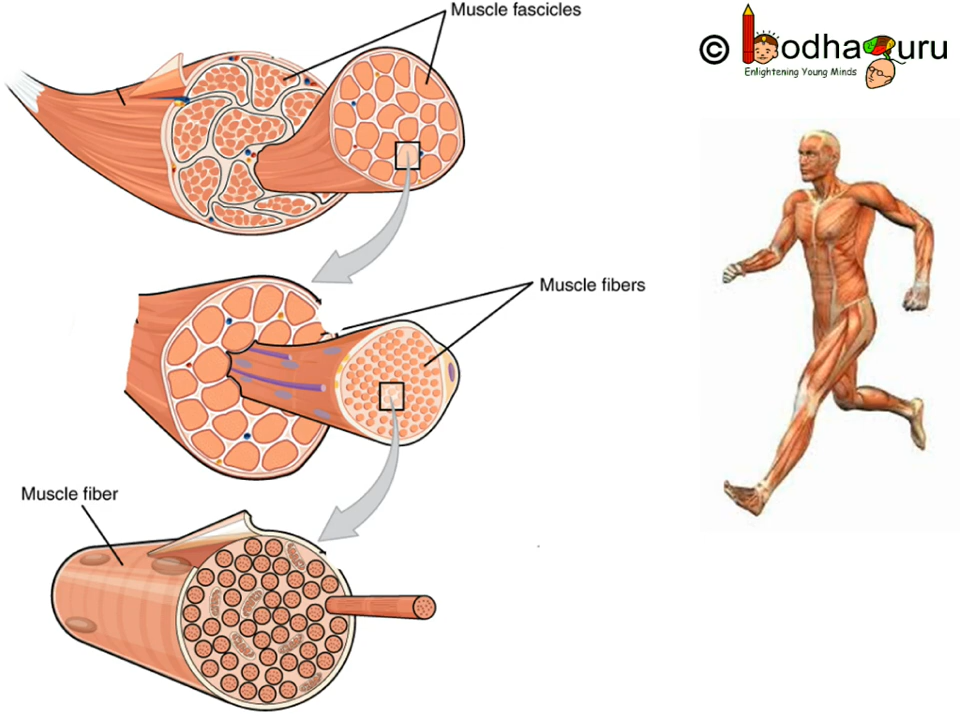 Muscle fascicles
© bodhaguru
Enlightening Young Minds
Muscle fibers
Muscle fiber